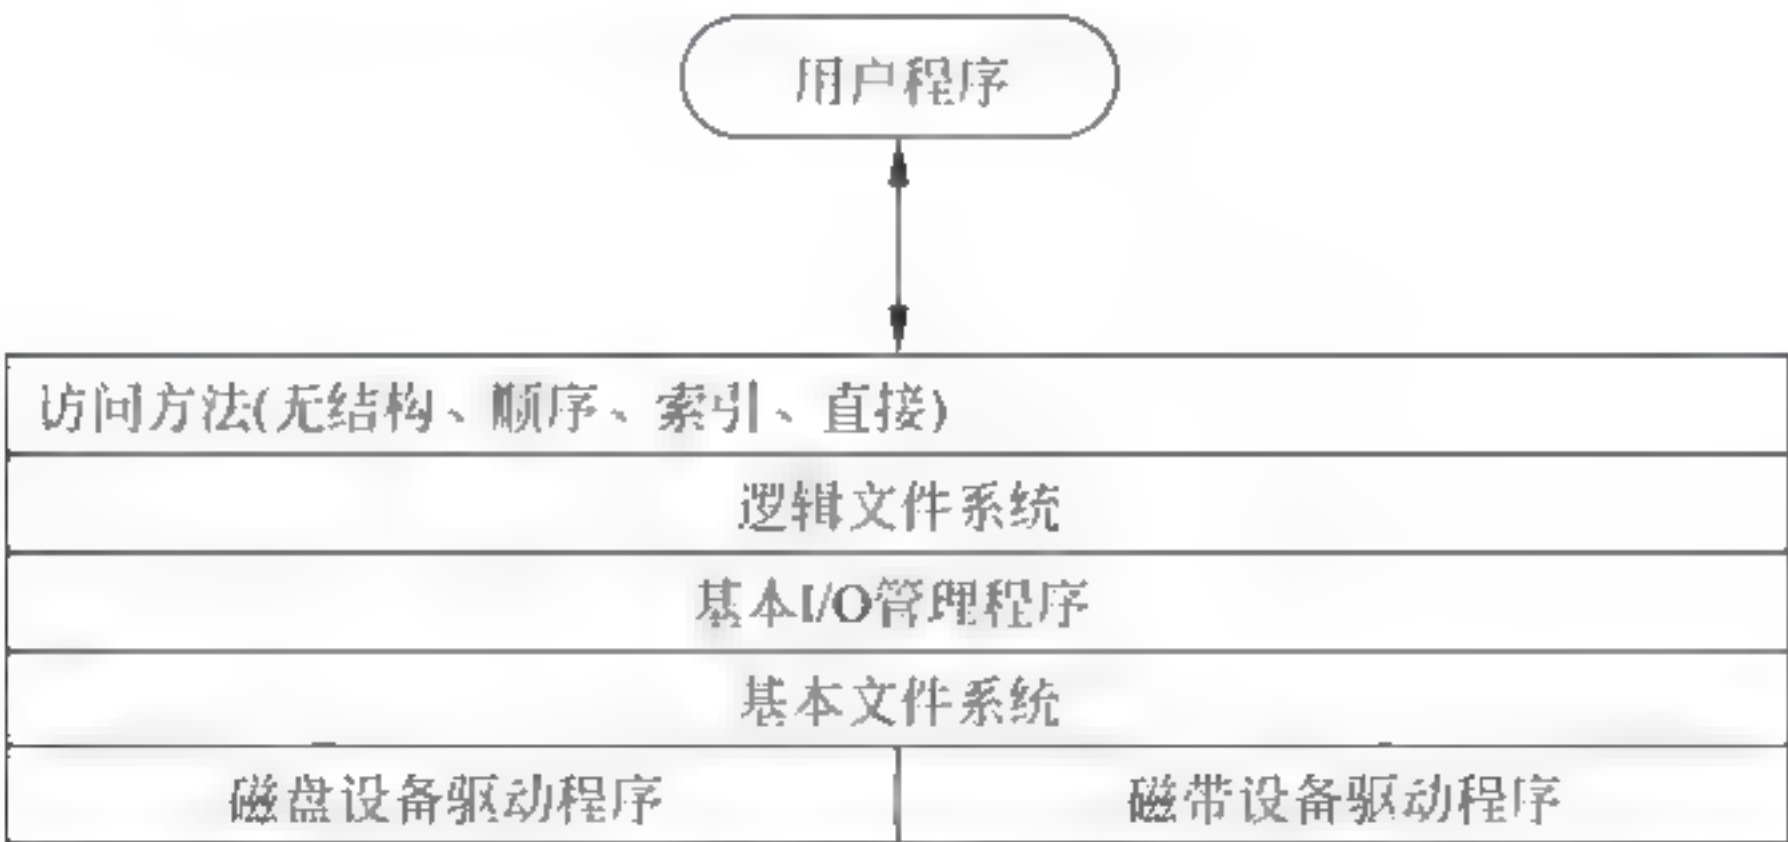 用户程序
访问方法(无结构、顺序、索引、直接)
逻辑文件系统
基本I/O管理程序
基本文件系统
磁盘设备驱动程序
磁带设备驱动程序